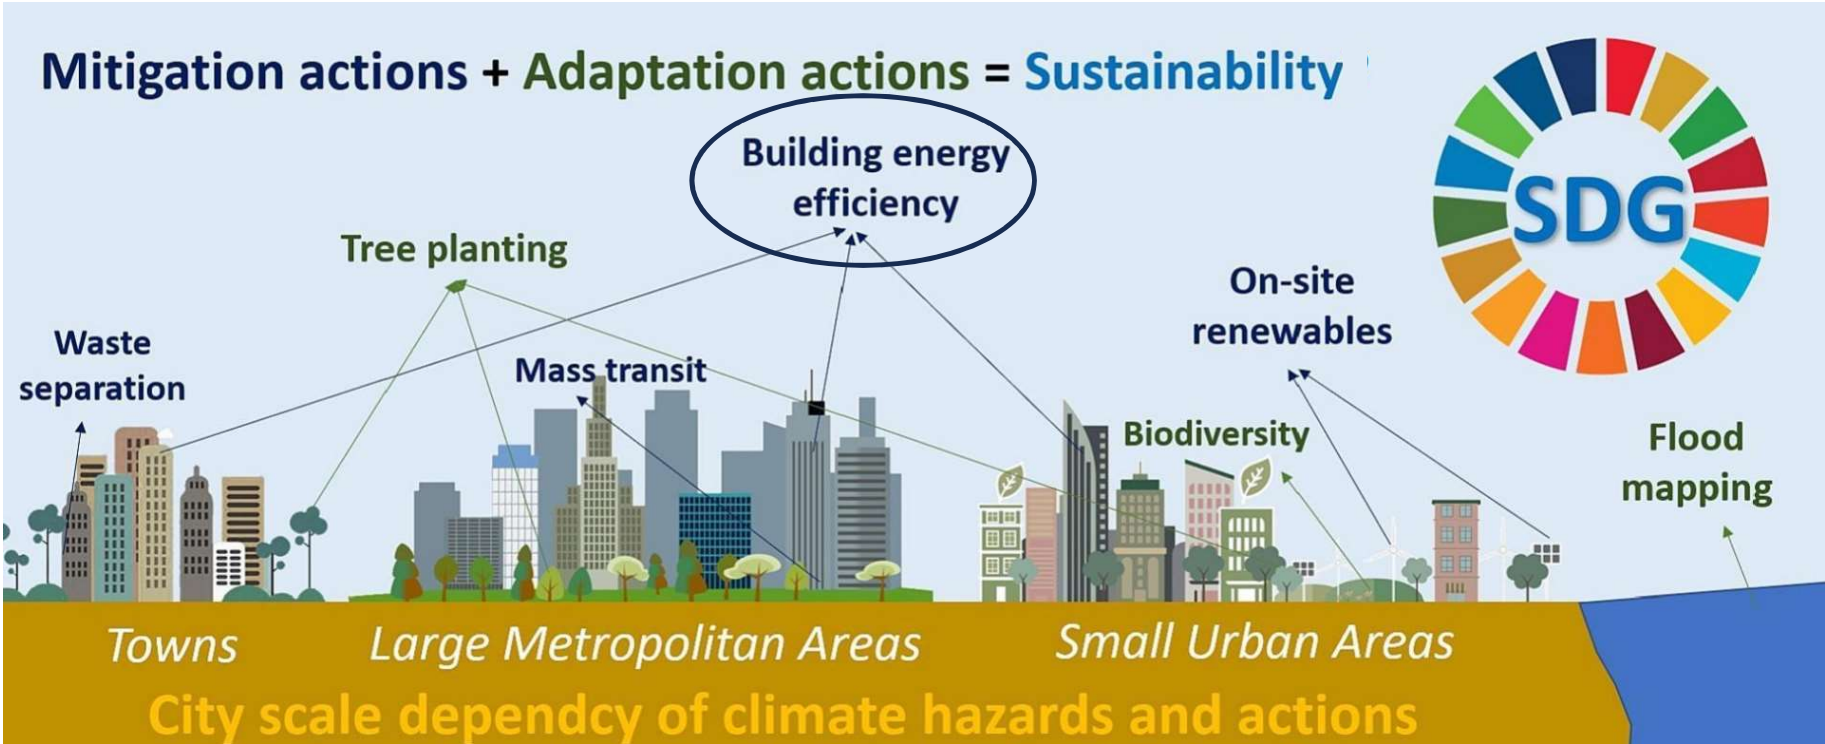 Mitigation actions + Adaptation actions = Sustainability
Building energy
efficiency
SDG
Tree planting
On-site
renewables
Waste
separation
Mass transit
Biodiversity
Flood
mapping
Towns
Large Metropolitan Areas
Small Urban Areas
City scale dependcy of climate hazards and actions